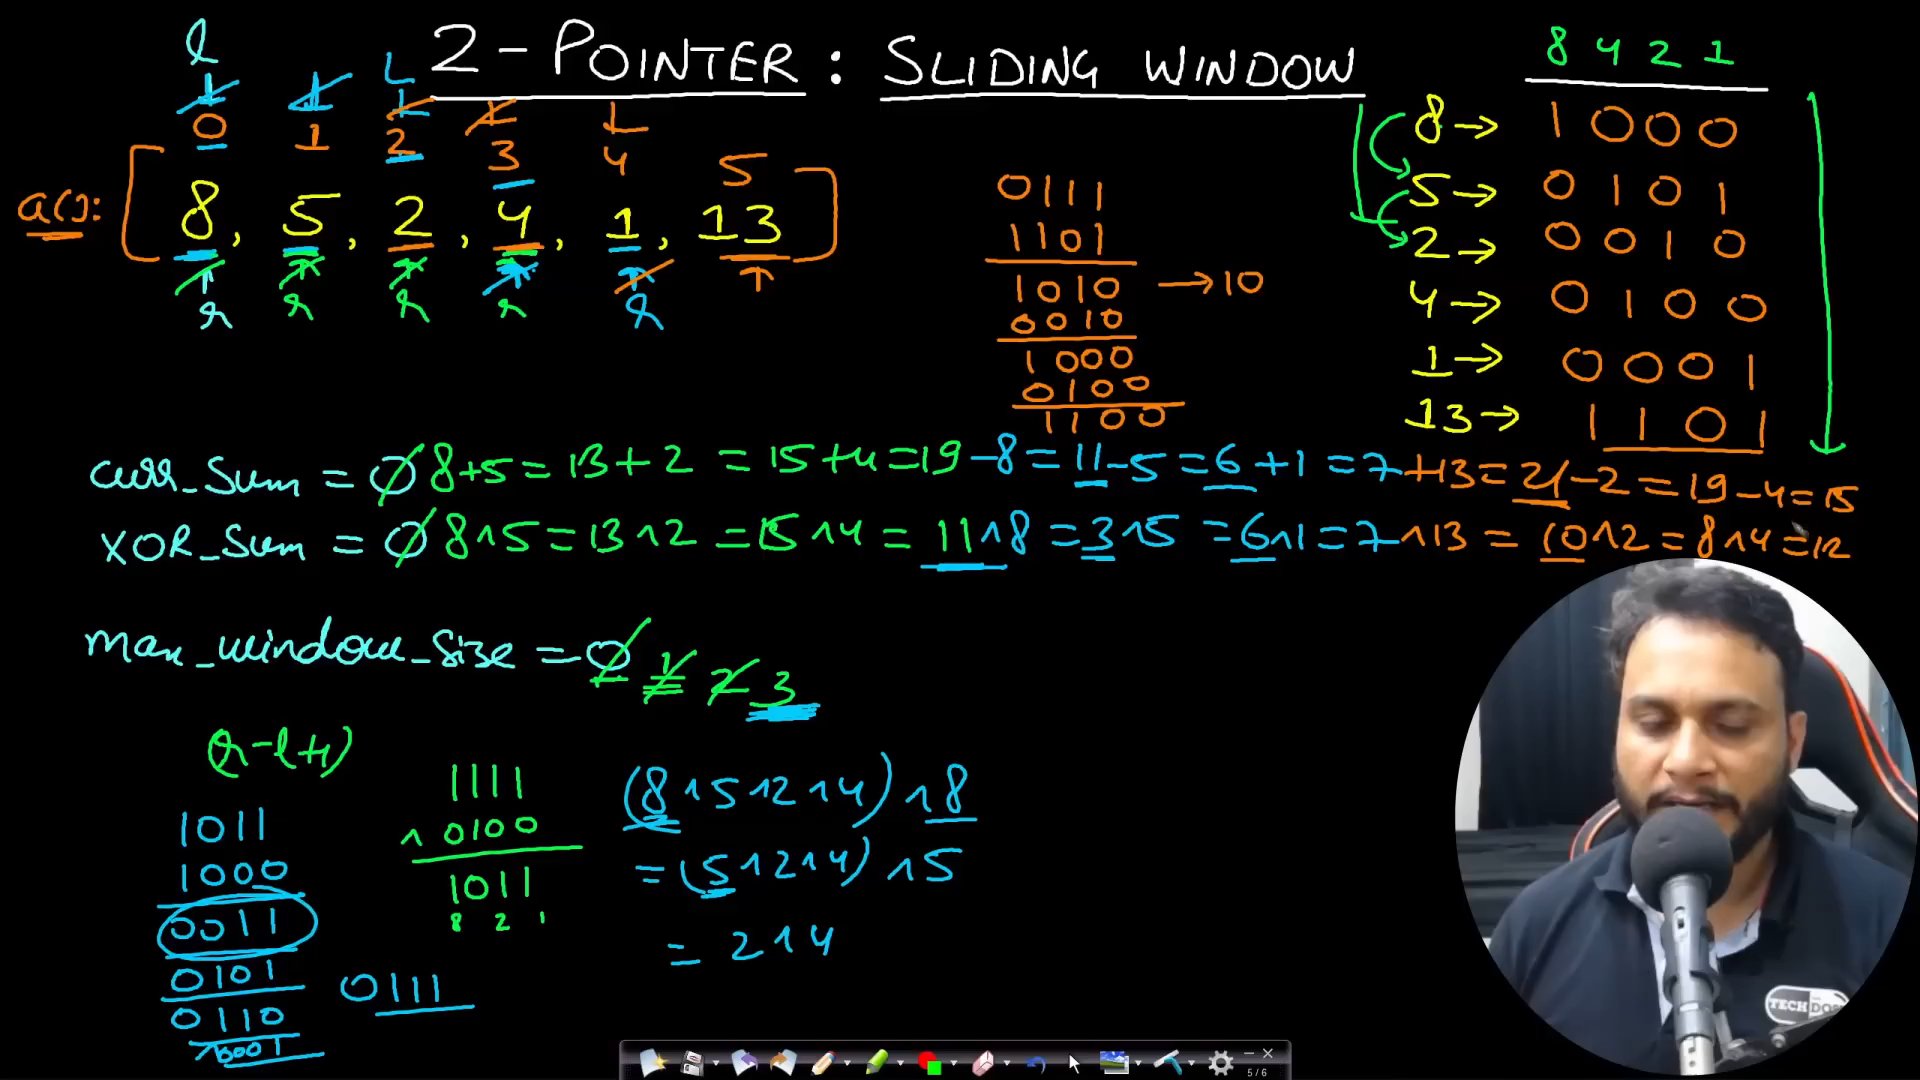 2-POINTER : SLIDING WINDOW
8 4 2 1
l L L
0 1 2 3 4 5
a(): [8, 5, 2, 4, 1, 13]
r r r r r
0111
1101
1010 → 10
0010
1000
0100
1100
8 → 1000
5 → 0101
2 → 0010
4 → 0100
1 → 0001
13 → 1101
curr_Sum = 0 8+5 = 13+2 = 15+4 = 19-8 = 11-5 = 6+1 = 7+13 = 21-2 = 19-4 = 15
XOR_Sum = 0 8^5 = 13^2 = 15^4 = 11^8 = 3^5 = 6^1 = 7^13 = 10^2 = 8^4 = 12
max_window_size = 0 1 2 3
(r-l+1)
1011
1000
0011
0101
0110
0001
0111
1111
^ 0100
1011
8 2 1
(8^5^2^4)^8
= (5^2^4)^5
= 2^4
TECH DOSE
5/6